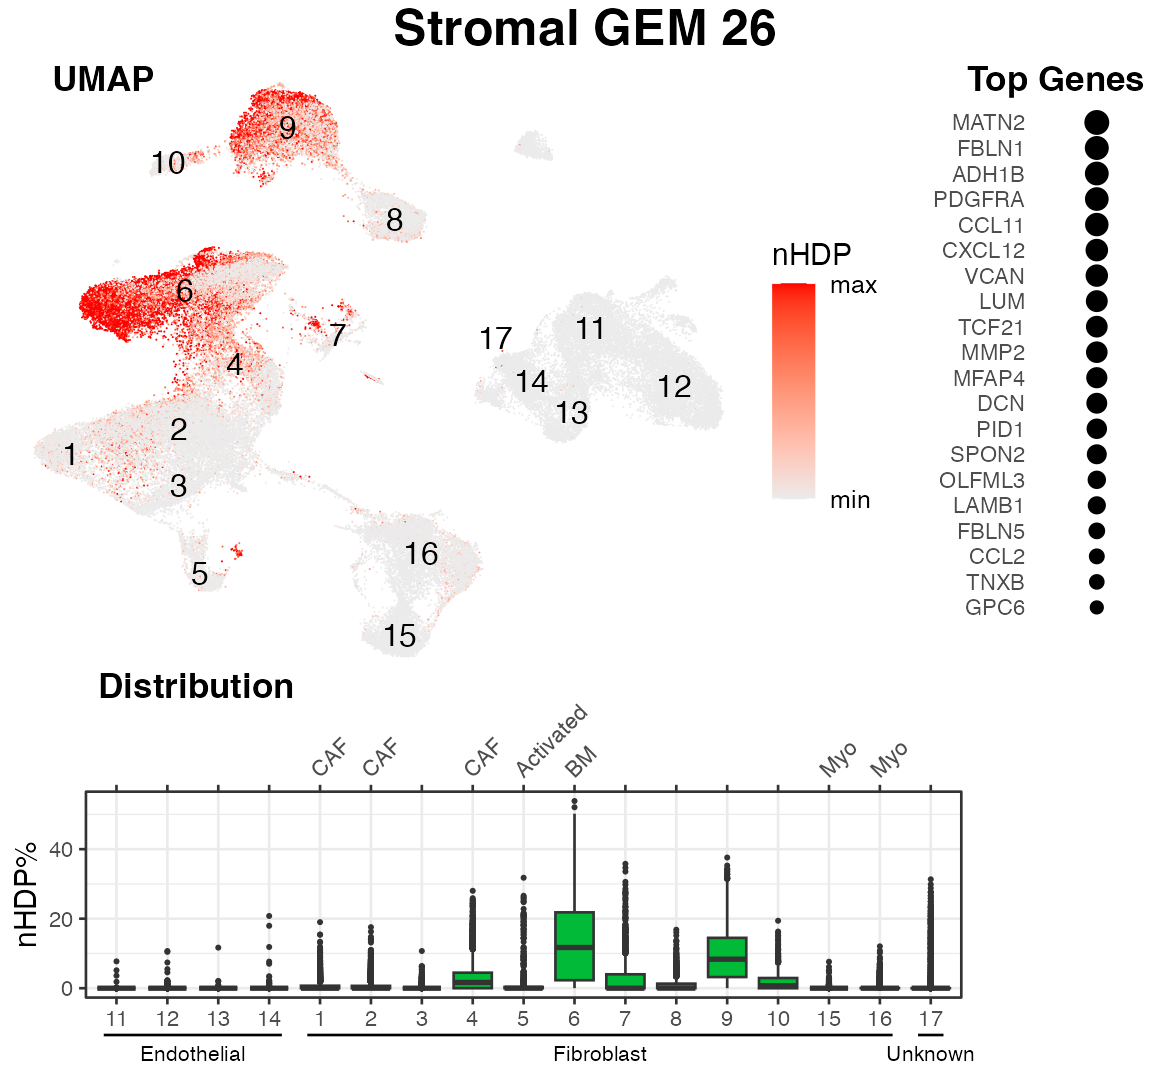 Stromal GEM 26
UMAP
Top Genes
9
10
8
6
7
4
2
1
3
5
16
15
17
11
14
12
13
nHDP
max
min
MATN2
FBLN1
ADH1B
PDGFRA
CCL11
CXCL12
VCAN
LUM
TCF21
MMP2
MFAP4
DCN
PID1
SPON2
OLFML3
LAMB1
FBLN5
CCL2
TNXB
GPC6
Distribution
CAF CAF CAF Activated BM Myo Myo
nHDP%
40
20
0
11 12 13 14 1 2 3 4 5 6 7 8 9 10 15 16 17
Endothelial Fibroblast Unknown